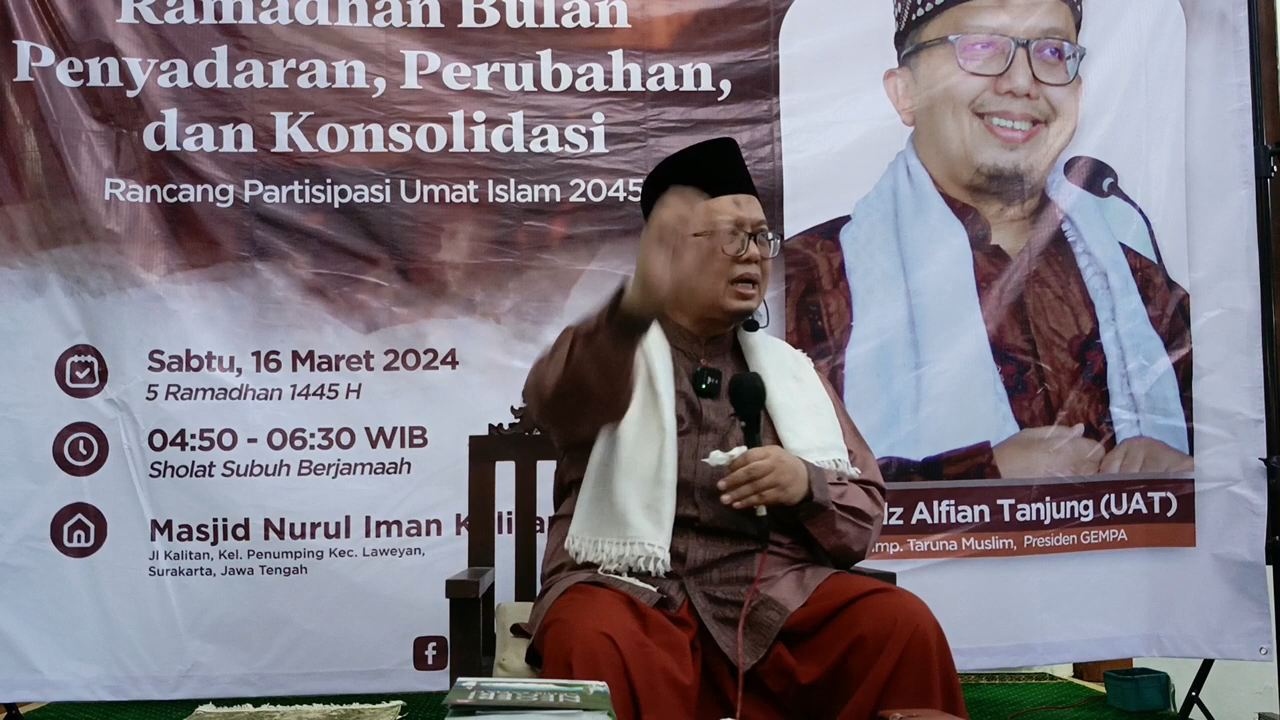 Ramadhan Bulan
Penyadaran, Perubahan,
dan Konsolidasi
Rancang Partisipasi Umat Islam 2045
Sabtu, 16 Maret 2024
5 Ramadhan 1445 H
04:50 - 06:30 WIB
Sholat Subuh Berjamaah
Masjid Nurul Iman
Jl Kalitan, Kel. Penumping Kec. Laweyan,
Surakarta, Jawa Tengah
Alfian Tanjung (UAT)
Taruna Muslim, Presiden GEMPA
f